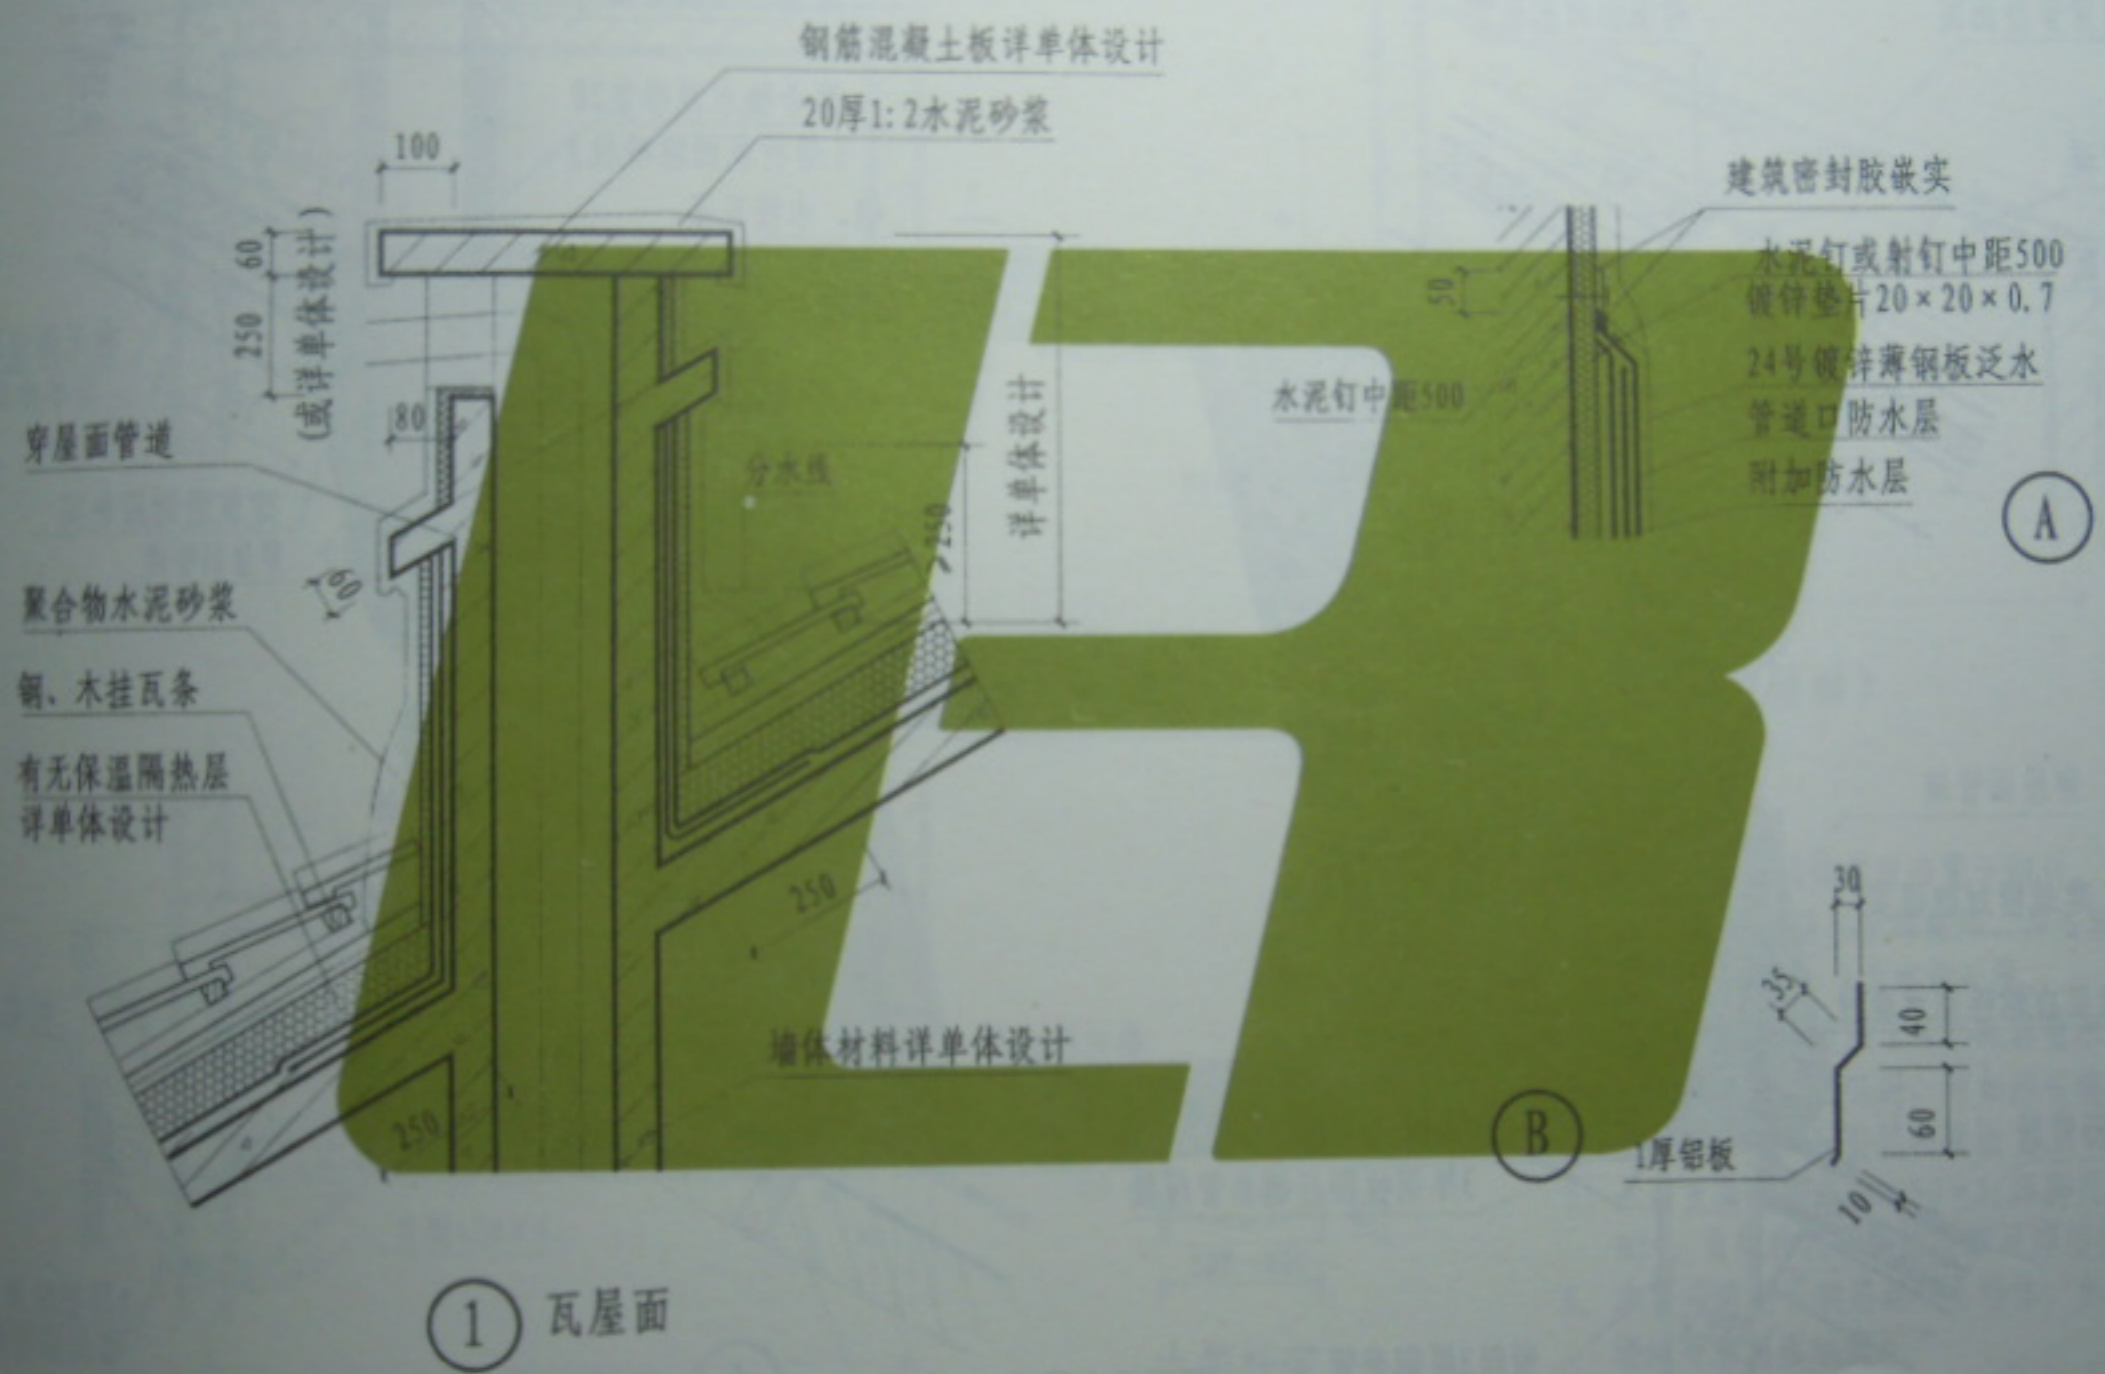 钢筋混凝土板详单体设计
20厚1:2水泥砂浆
100
60
250
(或详单体设计)
80
穿屋面管道
60
聚合物水泥砂浆
钢、木挂瓦条
有无保温隔热层
详单体设计
分水线
≥250
详单体设计
250
250
墙体材料详单体设计
1 瓦屋面
建筑密封胶嵌实
水泥钉或射钉中距500
镀锌垫片20×20×0.7
24号镀锌薄钢板泛水
管道口防水层
附加防水层
50
水泥钉中距500
A
30
35
40
60
10
1厚铝板
B